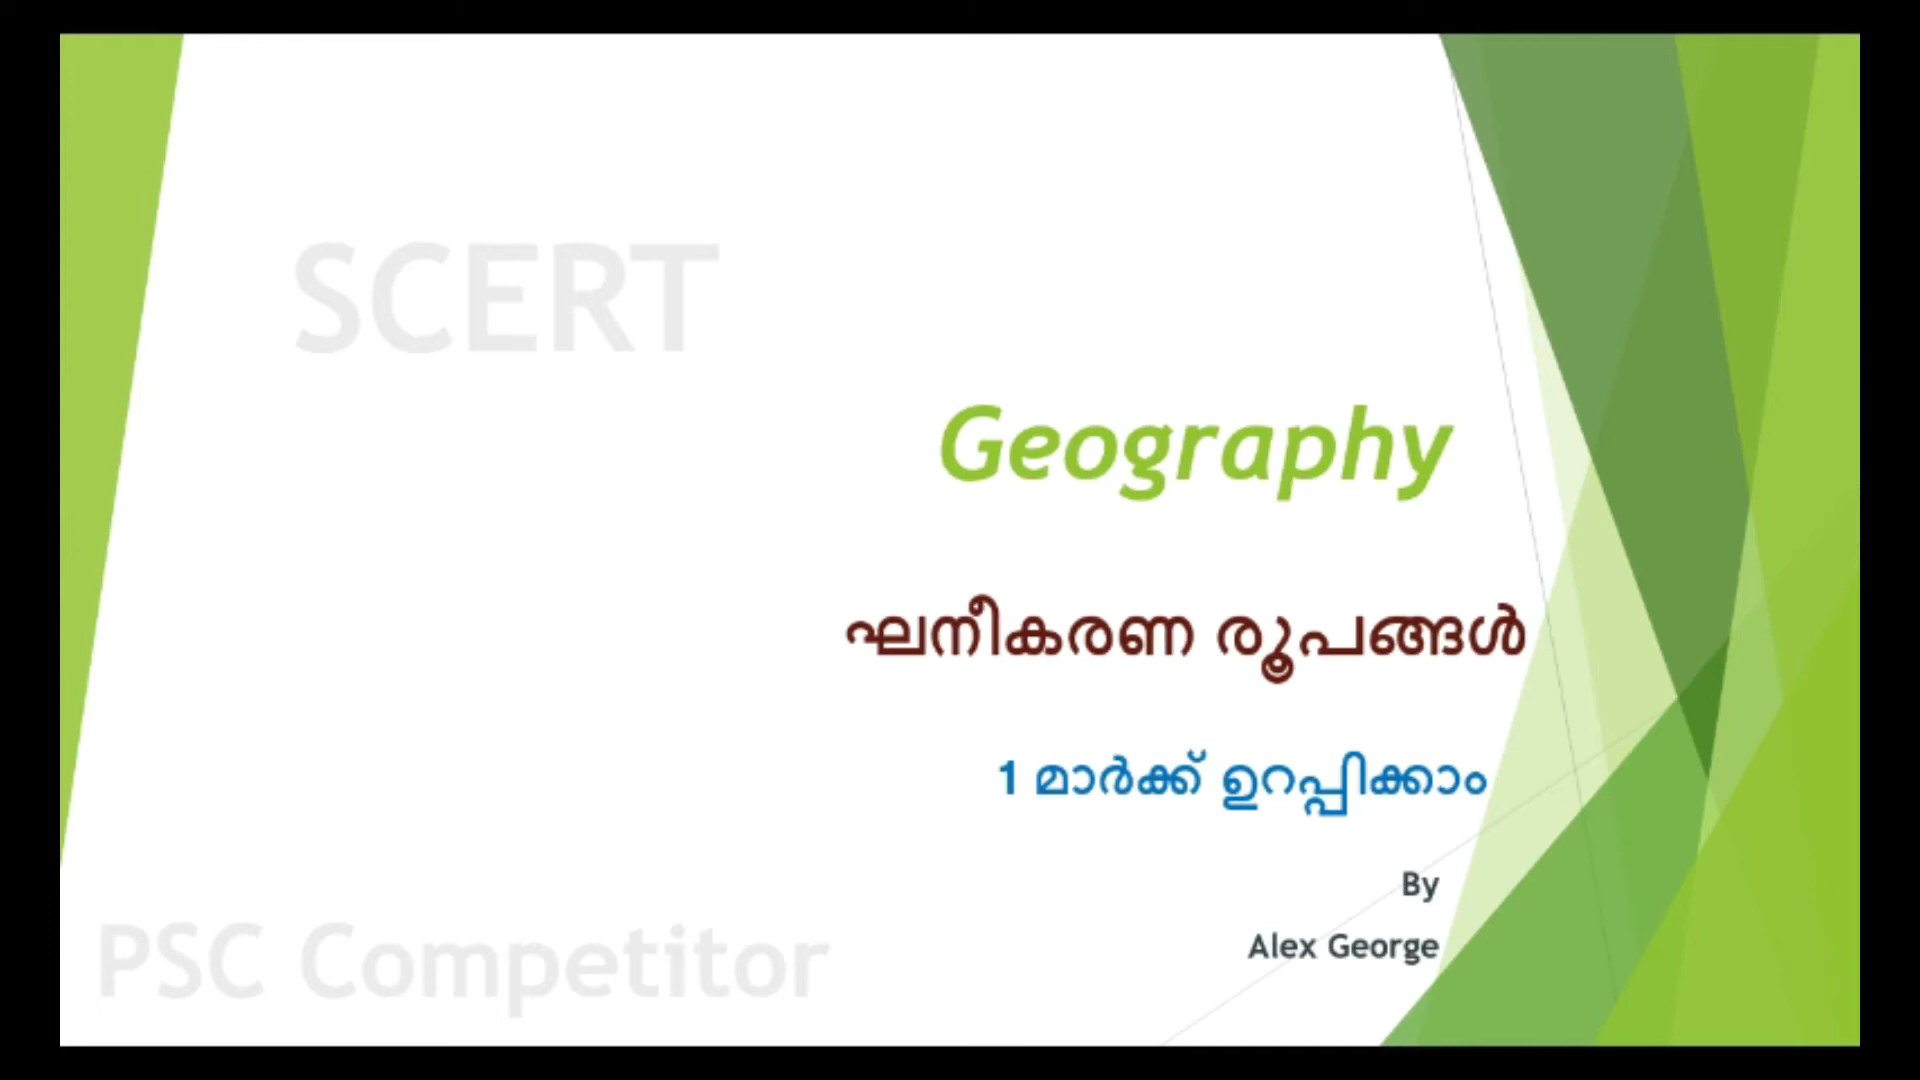 SCERT
Geography
ഘനീകരണ രൂപങ്ങൾ
1 മാർക്ക് ഉറപ്പിക്കാം
By
Alex George
PSC Competitor